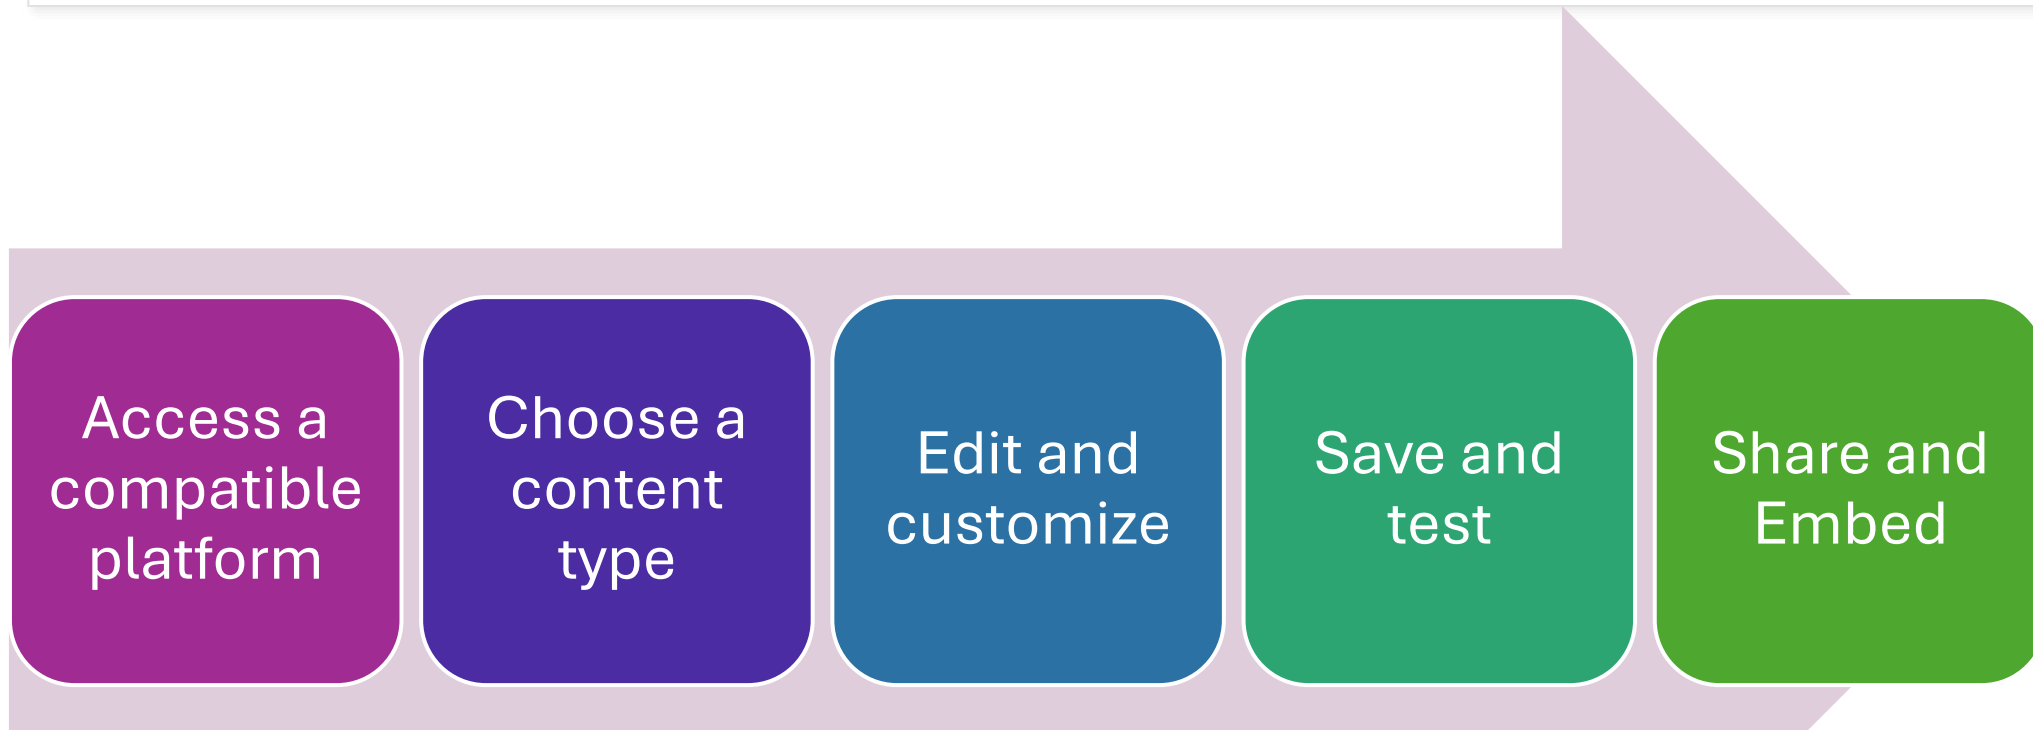 Access a
compatible
platform
Choose a
content
type
Edit and
customize
Save and
test
Share and
Embed